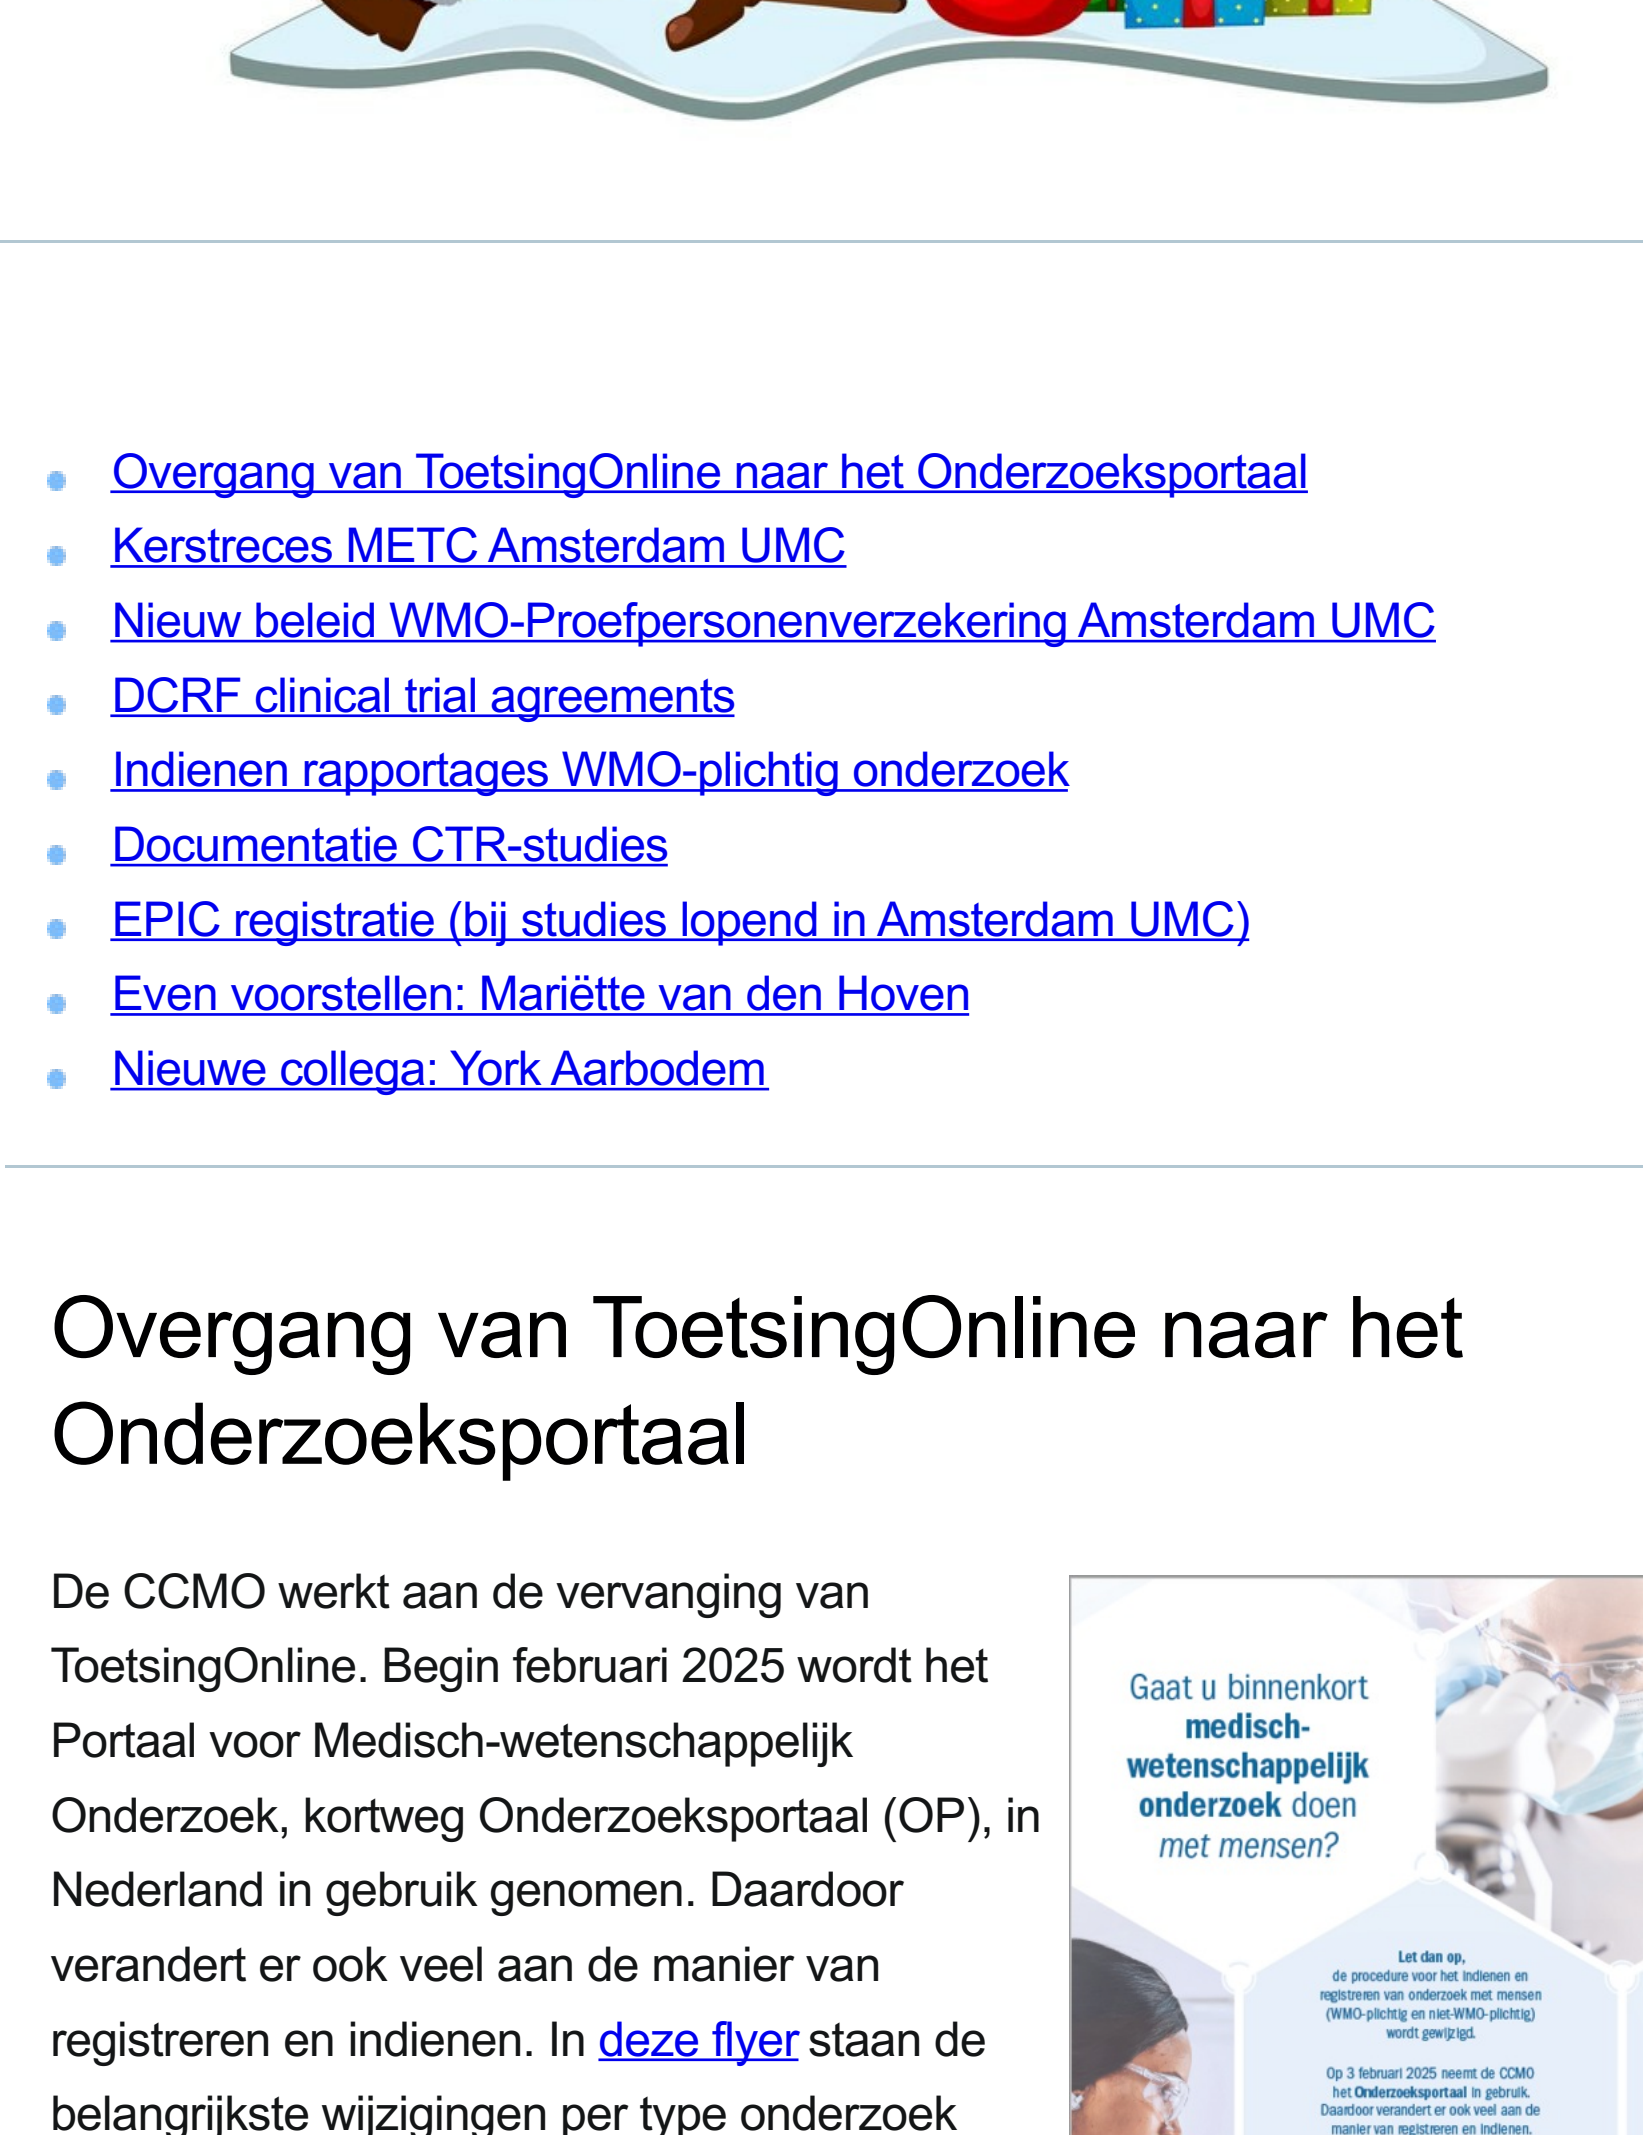 Overgang van ToetsingOnline naar het Onderzoeksportaal
Kerstreces METC Amsterdam UMC
Nieuw beleid WMO-Proefpersonenverzekering Amsterdam UMC
DCRF clinical trial agreements
Indienen rapportages WMO-plichtig onderzoek
Documentatie CTR-studies
EPIC registratie (bij studies lopend in Amsterdam UMC)
Even voorstellen: Mariëtte van den Hoven
Nieuwe collega: York Aarbodem
Overgang van ToetsingOnline naar het
Onderzoeksportaal
De CCMO werkt aan de vervanging van
ToetsingOnline. Begin februari 2025 wordt het
Portaal voor Medisch-wetenschappelijk
Onderzoek, kortweg Onderzoeksportaal (OP), in
Nederland in gebruik genomen. Daardoor
verandert er ook veel aan de manier van
registreren en indienen. In deze flyer staan de
belangrijkste wijzigingen per type onderzoek
Gaat u binnenkort
medisch-
wetenschappelijk
onderzoek doen
met mensen?
Let dan op,
de procedure voor het indienen en
registreren van onderzoek met mensen
(WMO-plichtig en niet-WMO-plichtig)
wordt gewijzigd.
Op 3 februari 2025 neemt de CCMO
het Onderzoeksportaal in gebruik.
Daardoor verandert er ook veel aan de
manier van registreren en indienen.